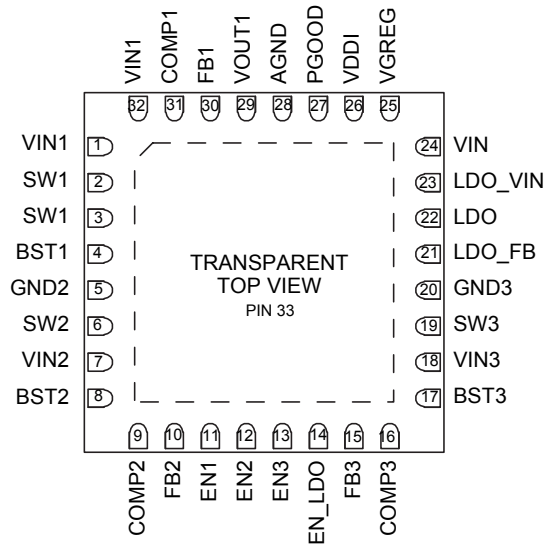 VIN1
COMP1
FB1
VOUT1
AGND
PGOOD
VDDI
VGREG
32
31
30
29
28
27
26
25
VIN1 1
SW1 2
SW1 3
BST1 4
GND2 5
SW2 6
VIN2 7
BST2 8
24 VIN
23 LDO_VIN
22 LDO
21 LDO_FB
20 GND3
19 SW3
18 VIN3
17 BST3
TRANSPARENT
TOP VIEW
PIN 33
9
10
11
12
13
14
15
16
COMP2
FB2
EN1
EN2
EN3
EN_LDO
FB3
COMP3